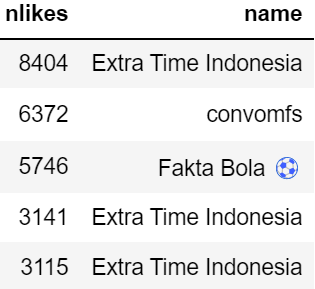 nlikes name
8404 Extra Time Indonesia
6372 convomfs
5746 Fakta Bola ⚽
3141 Extra Time Indonesia
3115 Extra Time Indonesia